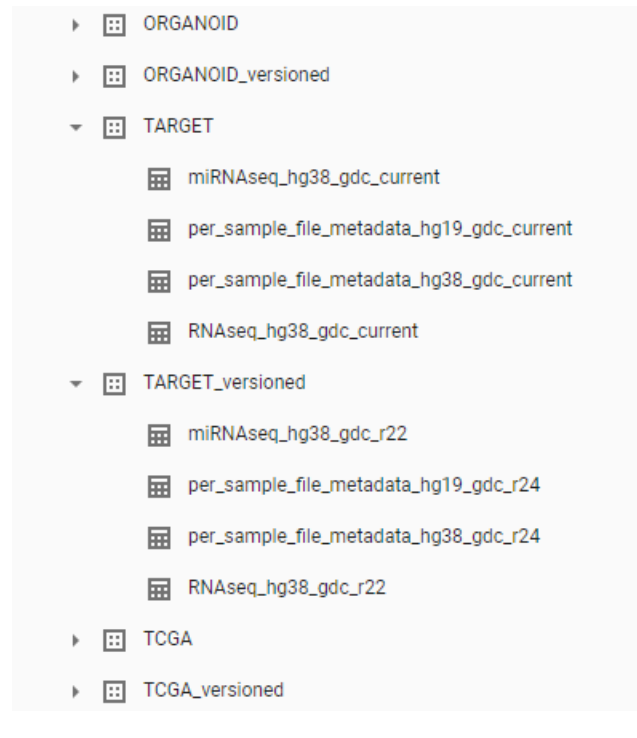 ORGANOID
ORGANOID_versioned
TARGET
miRNAseq_hg38_gdc_current
per_sample_file_metadata_hg19_gdc_current
per_sample_file_metadata_hg38_gdc_current
RNAseq_hg38_gdc_current
TARGET_versioned
miRNAseq_hg38_gdc_r22
per_sample_file_metadata_hg19_gdc_r24
per_sample_file_metadata_hg38_gdc_r24
RNAseq_hg38_gdc_r22
TCGA
TCGA_versioned